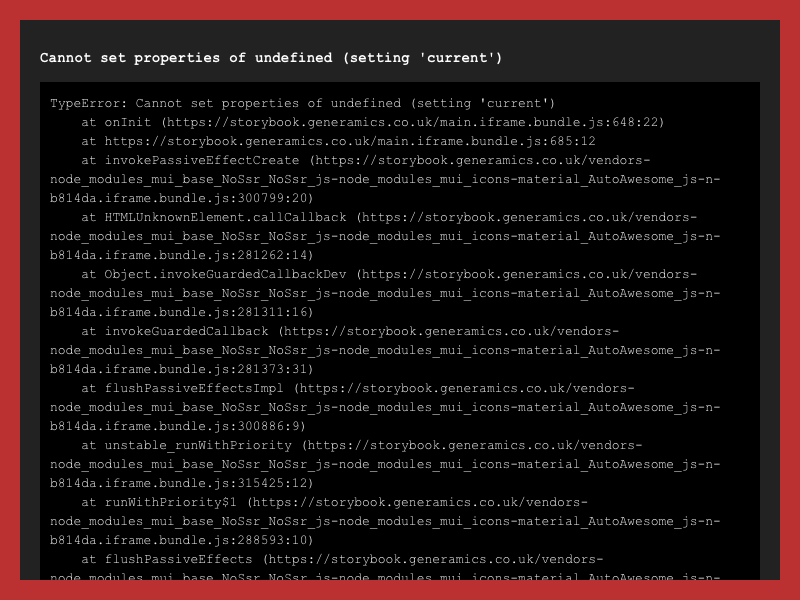 Cannot set properties of undefined (setting 'current')
TypeError: Cannot set properties of undefined (setting 'current')
    at onInit (https://storybook.generamics.co.uk/main.iframe.bundle.js:648:22)
    at https://storybook.generamics.co.uk/main.iframe.bundle.js:685:12
    at invokePassiveEffectCreate (https://storybook.generamics.co.uk/vendors-
node_modules_mui_base_NoSsr_NoSsr_js-node_modules_mui_icons-material_AutoAwesome_js-n-
b814da.iframe.bundle.js:300799:20)
    at HTMLUnknownElement.callCallback (https://storybook.generamics.co.uk/vendors-
node_modules_mui_base_NoSsr_NoSsr_js-node_modules_mui_icons-material_AutoAwesome_js-n-
b814da.iframe.bundle.js:281262:14)
    at Object.invokeGuardedCallbackDev (https://storybook.generamics.co.uk/vendors-
node_modules_mui_base_NoSsr_NoSsr_js-node_modules_mui_icons-material_AutoAwesome_js-n-
b814da.iframe.bundle.js:281311:16)
    at invokeGuardedCallback (https://storybook.generamics.co.uk/vendors-
node_modules_mui_base_NoSsr_NoSsr_js-node_modules_mui_icons-material_AutoAwesome_js-n-
b814da.iframe.bundle.js:281373:31)
    at flushPassiveEffectsImpl (https://storybook.generamics.co.uk/vendors-
node_modules_mui_base_NoSsr_NoSsr_js-node_modules_mui_icons-material_AutoAwesome_js-n-
b814da.iframe.bundle.js:300886:9)
    at unstable_runWithPriority (https://storybook.generamics.co.uk/vendors-
node_modules_mui_base_NoSsr_NoSsr_js-node_modules_mui_icons-material_AutoAwesome_js-n-
b814da.iframe.bundle.js:315425:12)
    at runWithPriority$1 (https://storybook.generamics.co.uk/vendors-
node_modules_mui_base_NoSsr_NoSsr_js-node_modules_mui_icons-material_AutoAwesome_js-n-
b814da.iframe.bundle.js:288593:10)
    at flushPassiveEffects (https://storybook.generamics.co.uk/vendors-
node_modules_mui_base_NoSsr_NoSsr_js-node_modules_mui_icons-material_AutoAwesome_js-n-